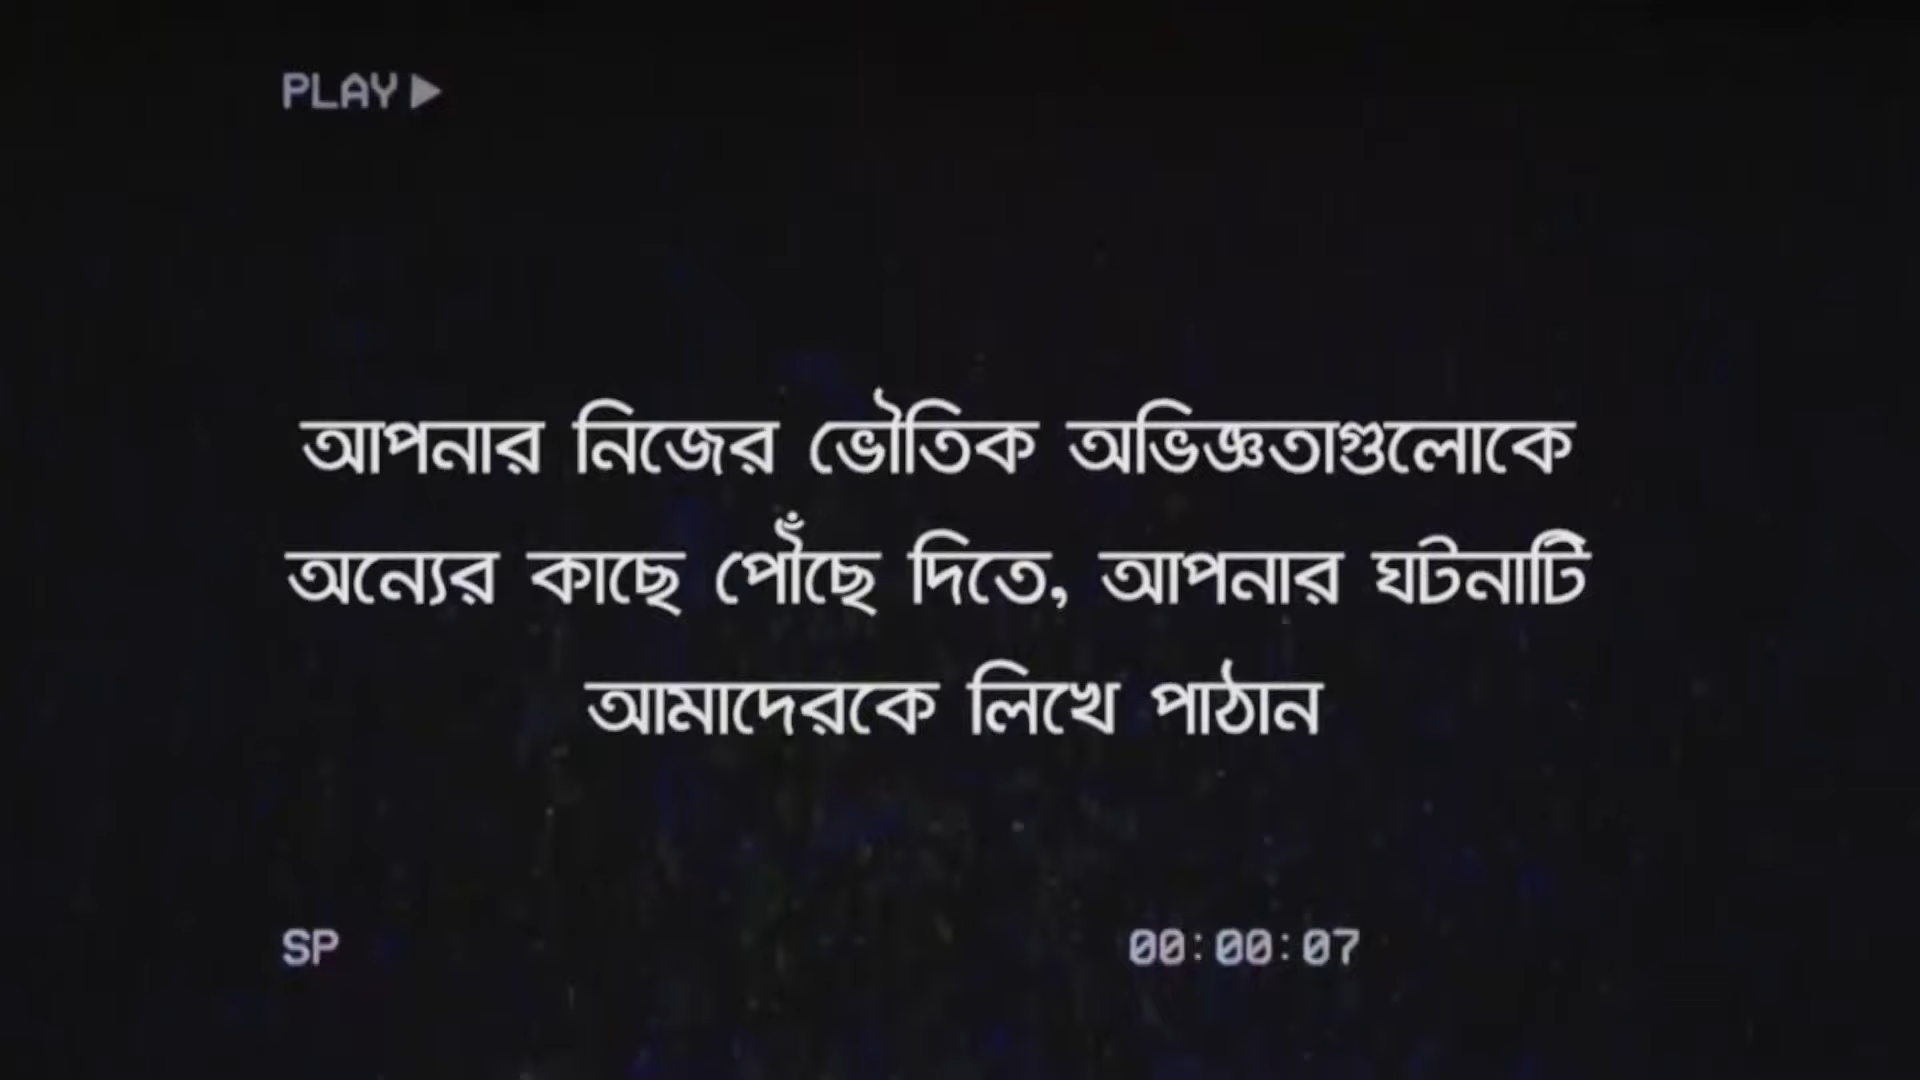 PLAY
আপনার নিজের ভৌতিক অভিজ্ঞতাগুলোকে
অন্যের কাছে পৌঁছে দিতে, আপনার ঘটনাটি
আমাদেরকে লিখে পাঠান
SP 00:00:07